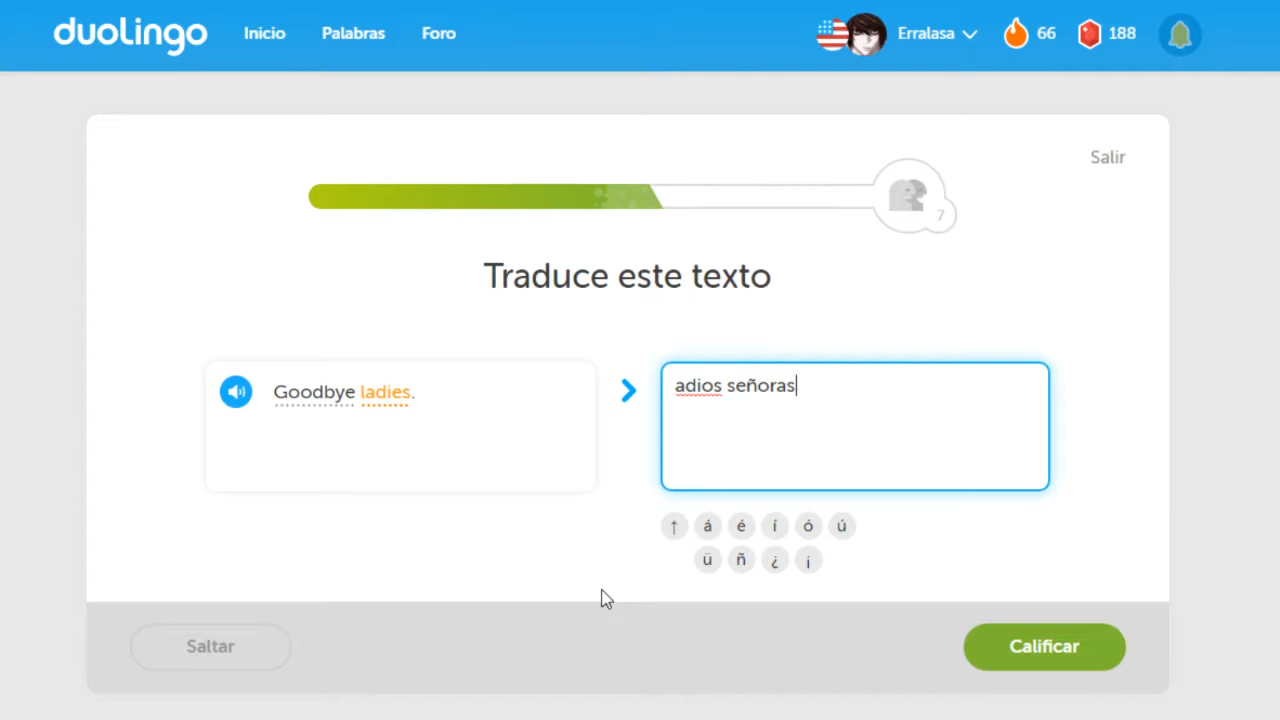 duolingo Inicio Palabras Foro Erralasa 66 188
Salir
7
Traduce este texto
Goodbye ladies.
adios señoras
↑ á é í ó ú
ü ñ ¿ ¡
Saltar Calificar